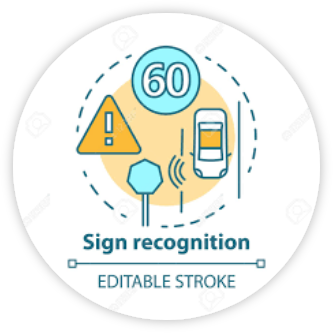 60
!
Sign recognition
EDITABLE STROKE